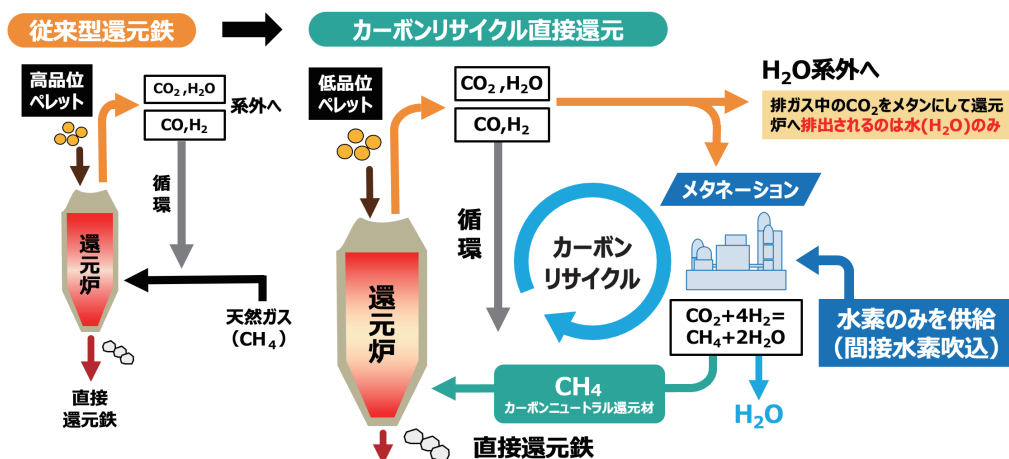 従来型還元鉄
カーボンリサイクル直接還元
高品位
ペレット
CO₂ ,H₂O
CO,H₂
系外へ
循
環
還
元
炉
天然ガス
（CH₄）
直接
還元鉄
低品位
ペレット
CO₂ ,H₂O
CO,H₂
循
環
還
元
炉
カーボン
リサイクル
H₂O系外へ
排ガス中のCO₂をメタンにして還元
炉へ排出されるのは水(H₂O)のみ
メタネーション
CO₂+4H₂=
CH₄+2H₂O
水素のみを供給
（間接水素吹込）
H₂O
CH₄
カーボンニュートラル還元材
直接還元鉄